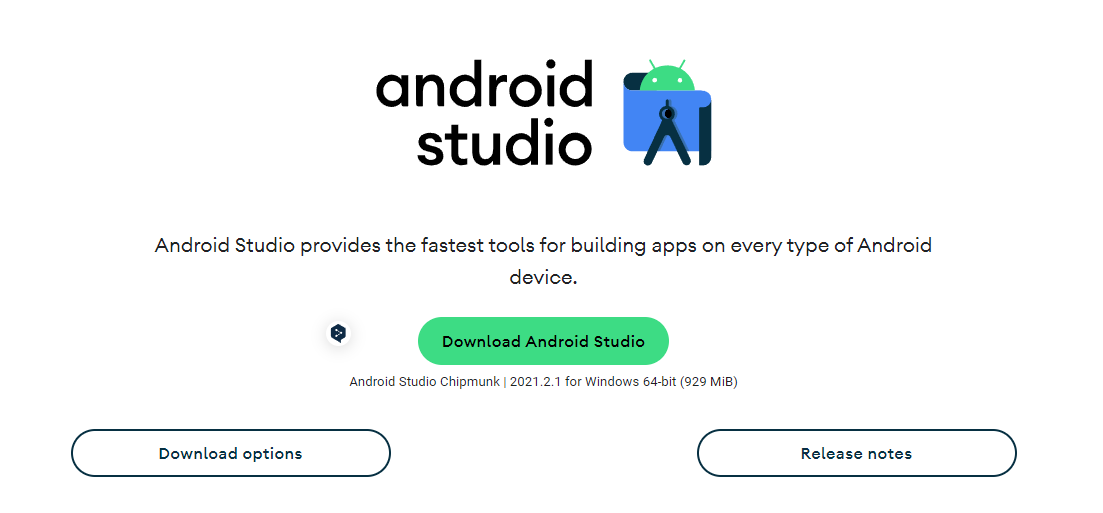 android
studio
Android Studio provides the fastest tools for building apps on every type of Android
device.
Download Android Studio
Android Studio Chipmunk | 2021.2.1 for Windows 64-bit (929 MiB)
Download options
Release notes